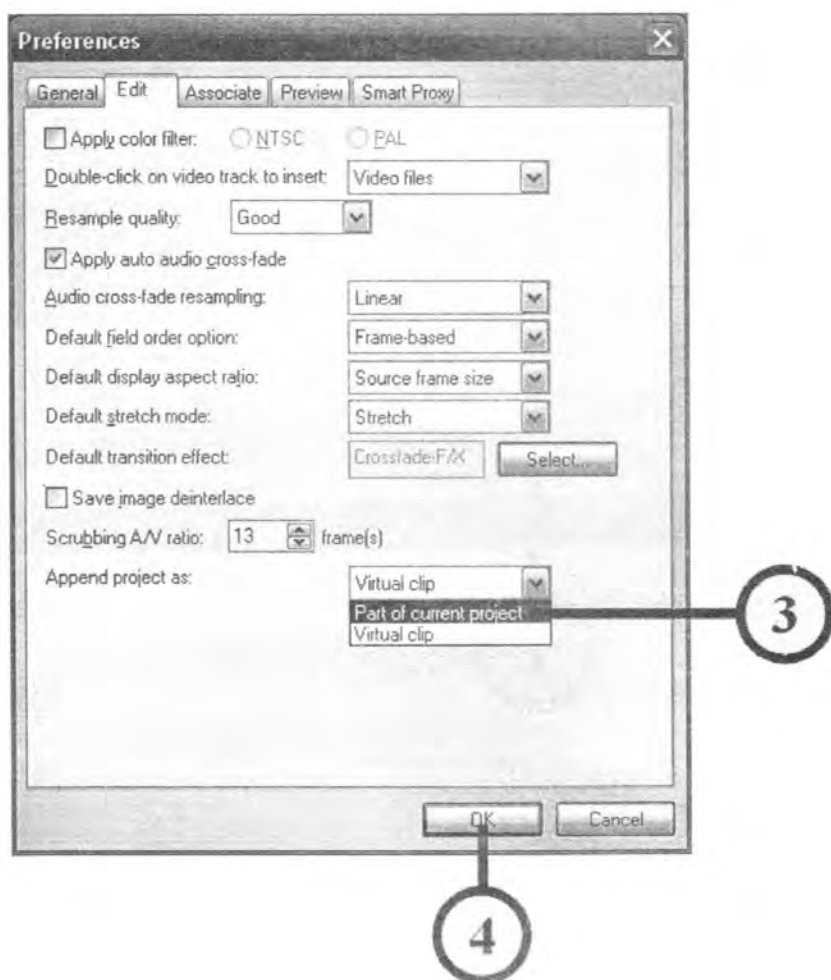 Preferences
General Edit Associate Preview Smart Proxy
Apply color filter: NTSC PAL
Double-click on video track to insert: Video files
Resample quality: Good
Apply auto audio cross-fade
Audio cross-fade resampling: Linear
Default field order option: Frame-based
Default display aspect ratio: Source frame size
Default stretch mode: Stretch
Default transition effect: Crossfade-F/X Select...
Save image deinterlace
Scrubbing A/V ratio: 13 frame(s)
Append project as: Virtual clip
Part of current project
3
Virtual clip
OK Cancel
4